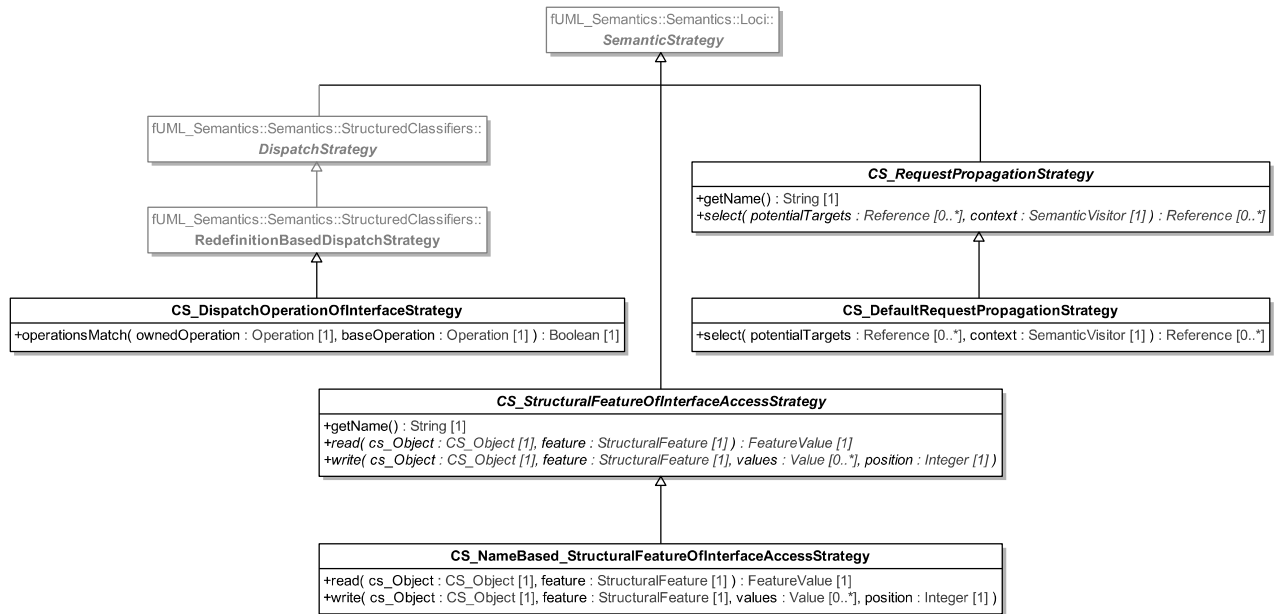 fUML_Semantics::Semantics::Loci::
SemanticStrategy
fUML_Semantics::Semantics::StructuredClassifiers::
DispatchStrategy
fUML_Semantics::Semantics::StructuredClassifiers::
RedefinitionBasedDispatchStrategy
CS_DispatchOperationOfInterfaceStrategy
+operationsMatch( ownedOperation : Operation [1], baseOperation : Operation [1] ) : Boolean [1]
CS_RequestPropagationStrategy
+getName() : String [1]
+select( potentialTargets : Reference [0..*], context : SemanticVisitor [1] ) : Reference [0..*]
CS_DefaultRequestPropagationStrategy
+select( potentialTargets : Reference [0..*], context : SemanticVisitor [1] ) : Reference [0..*]
CS_StructuralFeatureOfInterfaceAccessStrategy
+getName() : String [1]
+read( cs_Object : CS_Object [1], feature : StructuralFeature [1] ) : FeatureValue [1]
+write( cs_Object : CS_Object [1], feature : StructuralFeature [1], values : Value [0..*], position : Integer [1] )
CS_NameBased_StructuralFeatureOfInterfaceAccessStrategy
+read( cs_Object : CS_Object [1], feature : StructuralFeature [1] ) : FeatureValue [1]
+write( cs_Object : CS_Object [1], feature : StructuralFeature [1], values : Value [0..*], position : Integer [1] )